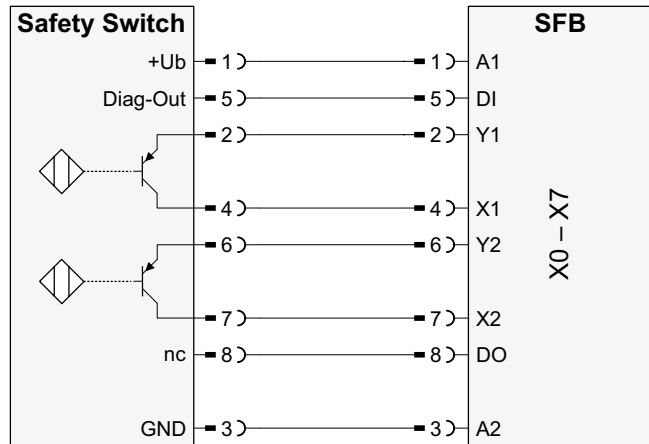 Safety Switch SFB
+Ub 1 1 A1
Diag-Out 5 5 DI
2 2 Y1
4 4 X1
6 6 Y2
7 7 X2
nc 8 8 DO
GND 3 3 A2
X0 – X7